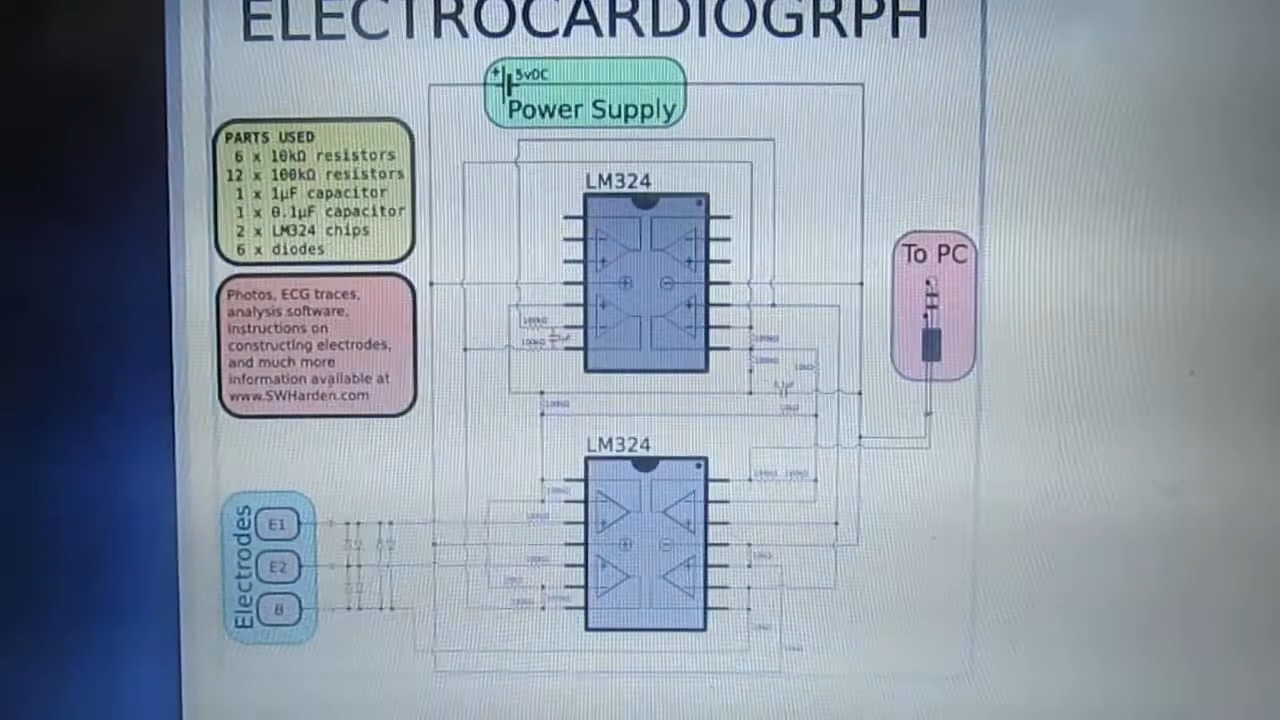 ELECTROCARDIOGRPH
+ 5vDC
Power Supply
PARTS USED
6 x 10kΩ resistors
12 x 100kΩ resistors
1 x 1µF capacitor
1 x 0.1µF capacitor
2 x LM324 chips
6 x diodes
LM324
To PC
Photos, ECG traces,
analysis software,
instructions on
constructing electrodes,
and much more
information available at
www.SWHarden.com
LM324
Electrodes
E1
E2
B